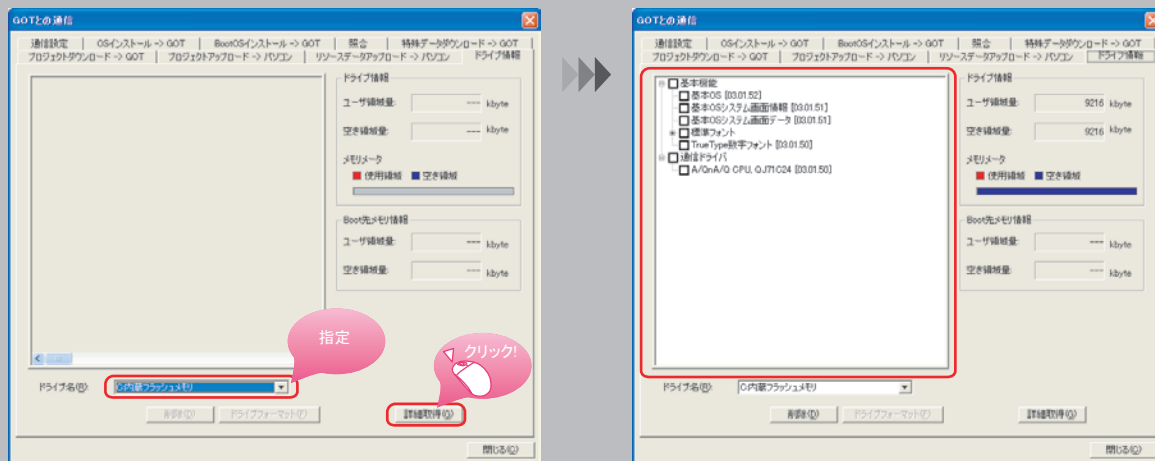 GOTとの通信
通信設定 OSインストール -> GOT BootOSインストール -> GOT 照合 特殊データダウンロード -> GOT
プロジェクトダウンロード -> GOT プロジェクトアップロード -> パソコン リソースデータアップロード -> パソコン ドライブ情報
ドライブ情報
ユーザ領域量: --- kbyte
空き領域量: --- kbyte
メモリメータ
使用領域 空き領域
Boot先メモリ情報
ユーザ領域量: --- kbyte
空き領域量: --- kbyte
指定
クリック!
ドライブ名(R): C:内蔵フラッシュメモリ
削除(D) ドライブフォーマット(F) 詳細取得(G)
閉じる(C)
GOTとの通信
通信設定 OSインストール -> GOT BootOSインストール -> GOT 照合 特殊データダウンロード -> GOT
プロジェクトダウンロード -> GOT プロジェクトアップロード -> パソコン リソースデータアップロード -> パソコン ドライブ情報
基本機能
基本OS [03.01.52]
基本OSシステム画面情報 [03.01.51]
基本OSシステム画面データ [03.01.51]
標準フォント
TrueType数字フォント [03.01.50]
通信ドライバ
A/QnA/Q CPU, QJ71C24 [03.01.50]
ドライブ情報
ユーザ領域量: 9216 kbyte
空き領域量: 9216 kbyte
メモリメータ
使用領域 空き領域
Boot先メモリ情報
ユーザ領域量: --- kbyte
空き領域量: --- kbyte
ドライブ名(R): C:内蔵フラッシュメモリ
削除(D) ドライブフォーマット(F) 詳細取得(G)
閉じる(C)